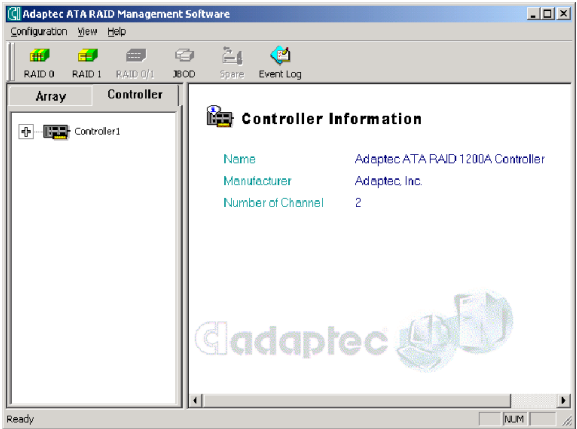 Adaptec ATA RAID Management Software
Configuration View Help
RAID 0 RAID 1 RAID 0/1 JBOD Spare Event Log
Array Controller
Controller1
Controller Information
Name Adaptec ATA RAID 1200A Controller
Manufacturer Adaptec, Inc.
Number of Channel 2
adaptec
Ready NUM